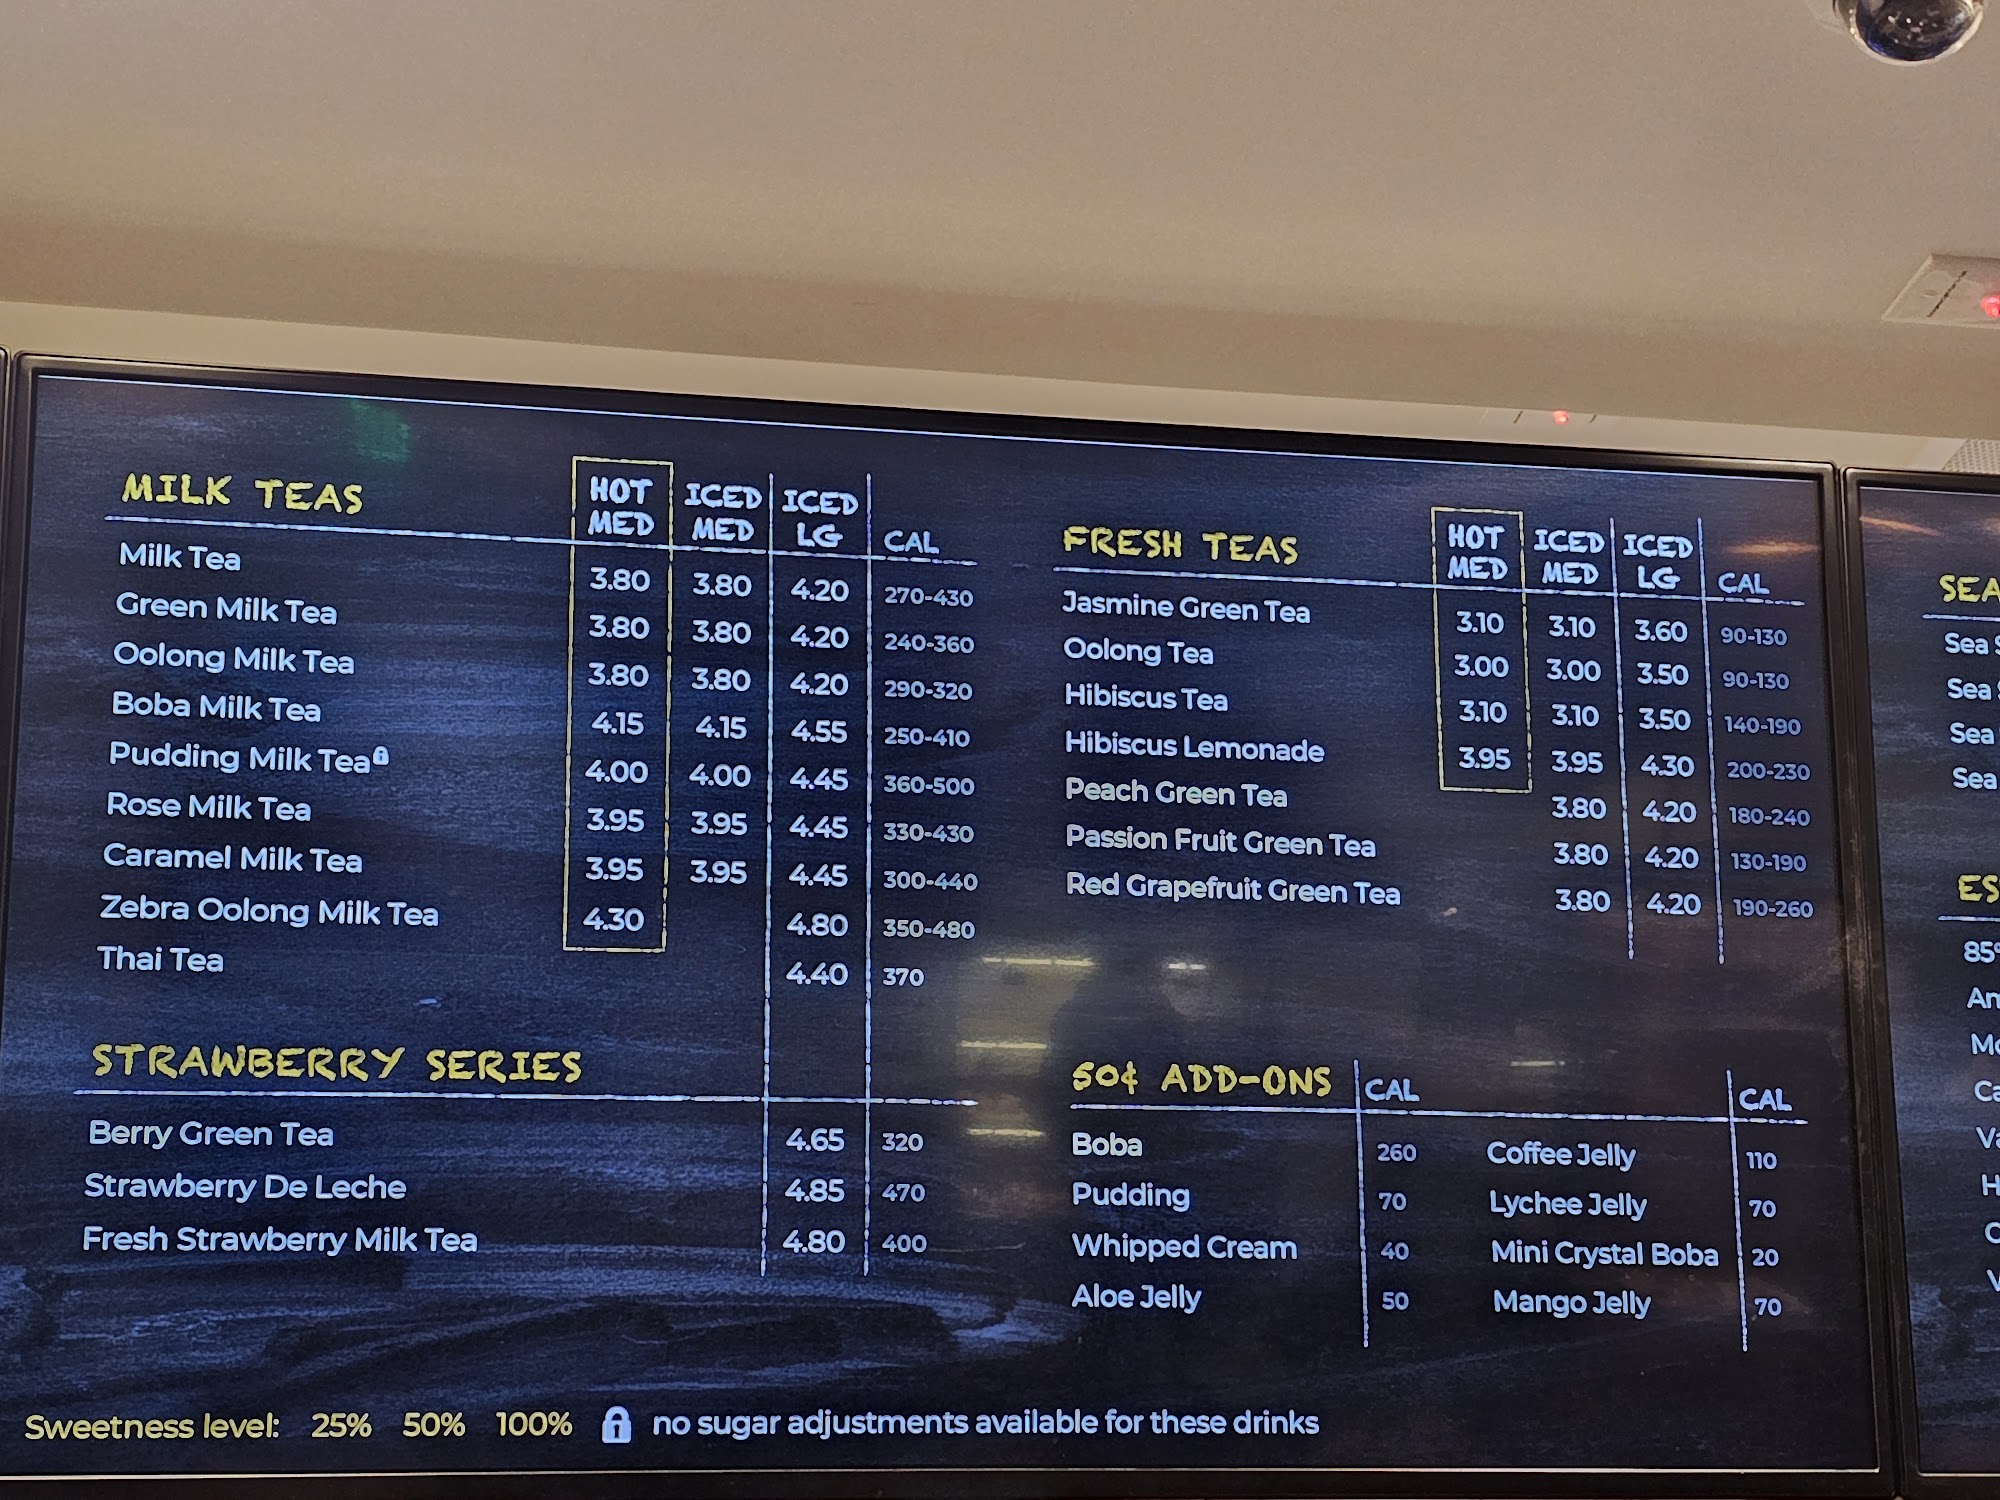 MILK TEAS HOT MED ICED MED ICED LG CAL
Milk Tea 3.80 3.80 4.20 270-430
Green Milk Tea 3.80 3.80 4.20 240-360
Oolong Milk Tea 3.80 3.80 4.20 290-320
Boba Milk Tea 4.15 4.15 4.55 250-410
Pudding Milk Tea 4.00 4.00 4.45 360-500
Rose Milk Tea 3.95 3.95 4.45 330-430
Caramel Milk Tea 3.95 3.95 4.45 300-440
Zebra Oolong Milk Tea 4.30 4.80 350-480
Thai Tea 4.40 370
STRAWBERRY SERIES
Berry Green Tea 4.65 320
Strawberry De Leche 4.85 470
Fresh Strawberry Milk Tea 4.80 400
FRESH TEAS HOT MED ICED MED ICED LG CAL
Jasmine Green Tea 3.10 3.10 3.60 90-130
Oolong Tea 3.00 3.00 3.50 90-130
Hibiscus Tea 3.10 3.10 3.50 140-190
Hibiscus Lemonade 3.95 3.95 4.30 200-230
Peach Green Tea 3.80 4.20 180-240
Passion Fruit Green Tea 3.80 4.20 130-190
Red Grapefruit Green Tea 3.80 4.20 190-260
50¢ ADD-ONS CAL CAL
Boba 260 Coffee Jelly 110
Pudding 70 Lychee Jelly 70
Whipped Cream 40 Mini Crystal Boba 20
Aloe Jelly 50 Mango Jelly 70
Sweetness level: 25% 50% 100% no sugar adjustments available for these drinks
Sea
Sea
Sea
Sea